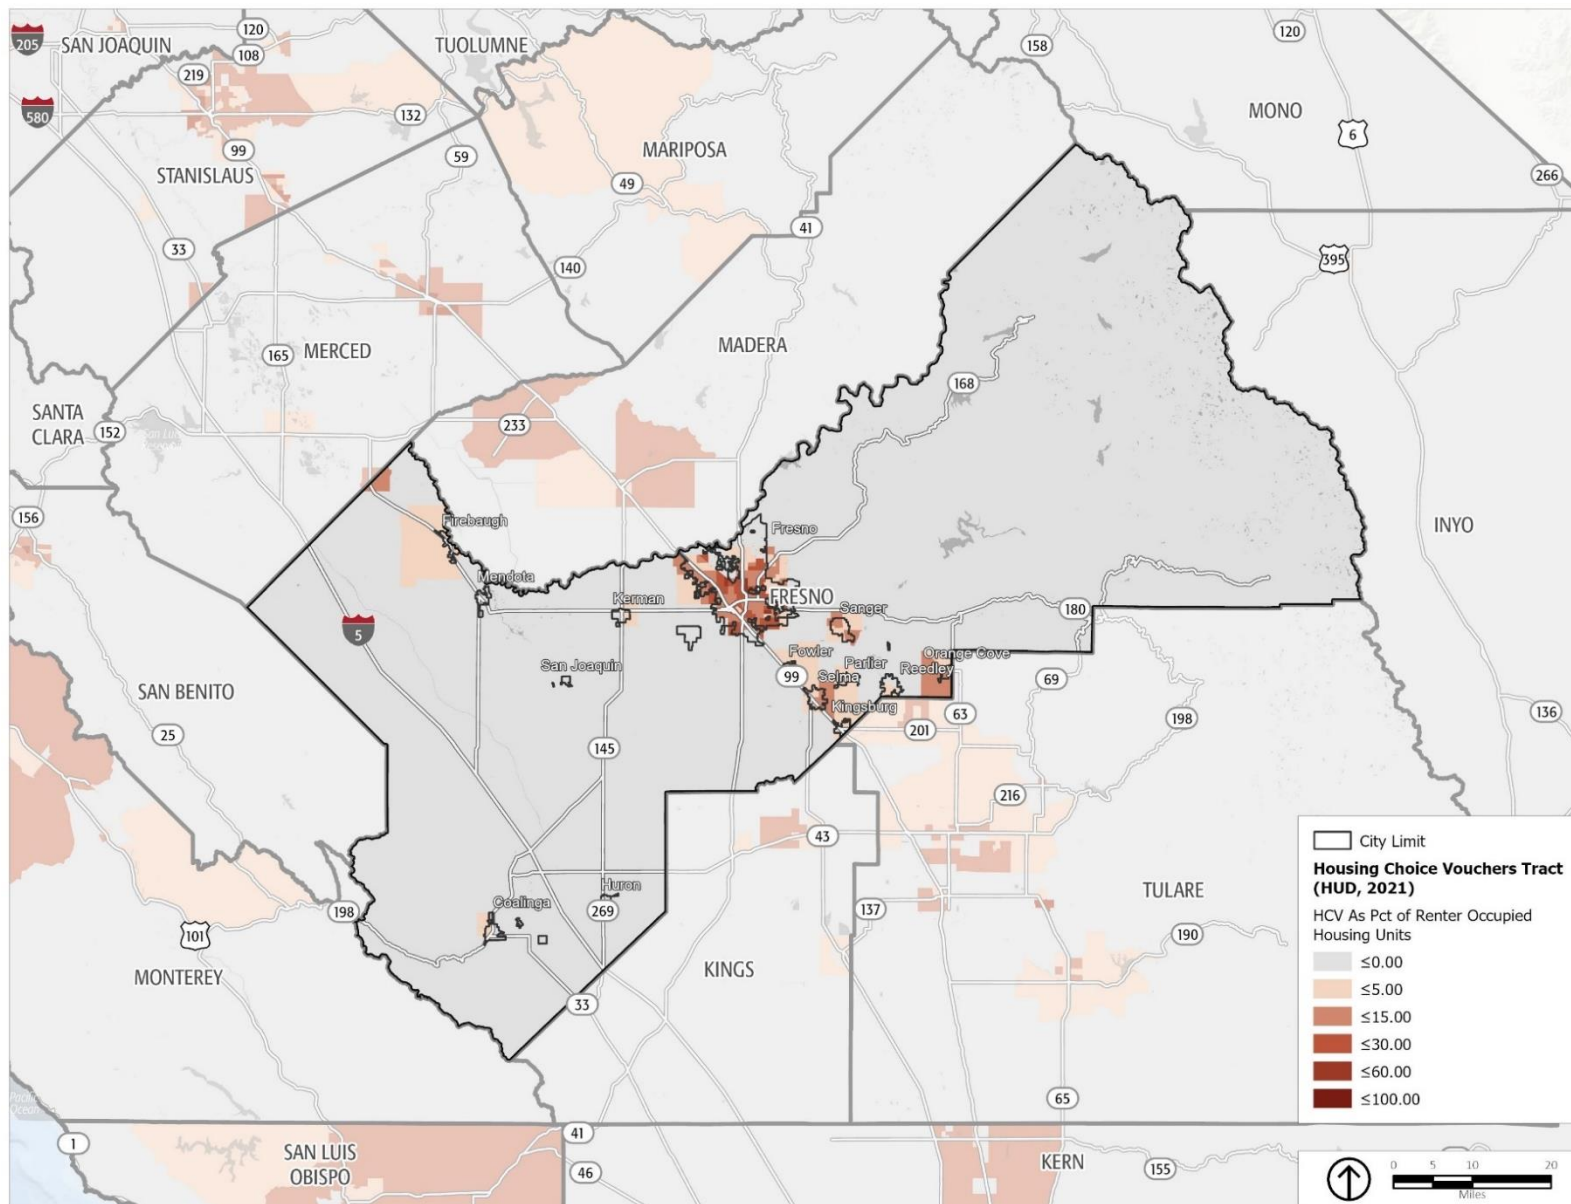 205
SAN JOAQUIN
120
108
TUOLUMNE
158
120
219
580
132
MONO
6
99
59
MARIPOSA
STANISLAUS
49
266
33
41
140
395
165
MERCED
MADERA
168
SANTA
CLARA
152
233
156
Firebaugh
Fresno
INYO
Mendota
Kerman
FRESNO
180
5
Sanger
San Joaquin
Fowler
Parlier
Orange Cove
Reedley
99
Selma
69
SAN BENITO
Kingsburg
63
198
136
25
201
145
216
43
Huron
Coalinga
198
269
137
TULARE
101
190
MONTEREY
KINGS
33
65
Pacific
Ocean
1
41
SAN LUIS
OBISPO
46
KERN
155
City Limit
Housing Choice Vouchers Tract
(HUD, 2021)
HCV As Pct of Renter Occupied
Housing Units
≤0.00
≤5.00
≤15.00
≤30.00
≤60.00
≤100.00
0 5 10 20
Miles